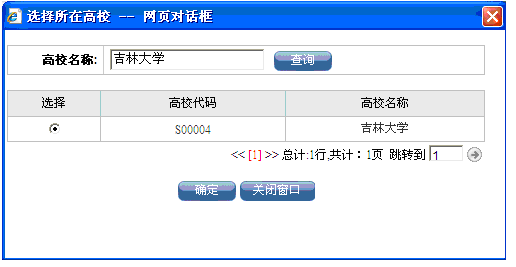 选择所在高校 -- 网页对话框
高校名称: 吉林大学 查询
选择 高校代码 高校名称
S00004 吉林大学
<< [1] >> 总计:1行,共计：1页 跳转到 1
确定 关闭窗口